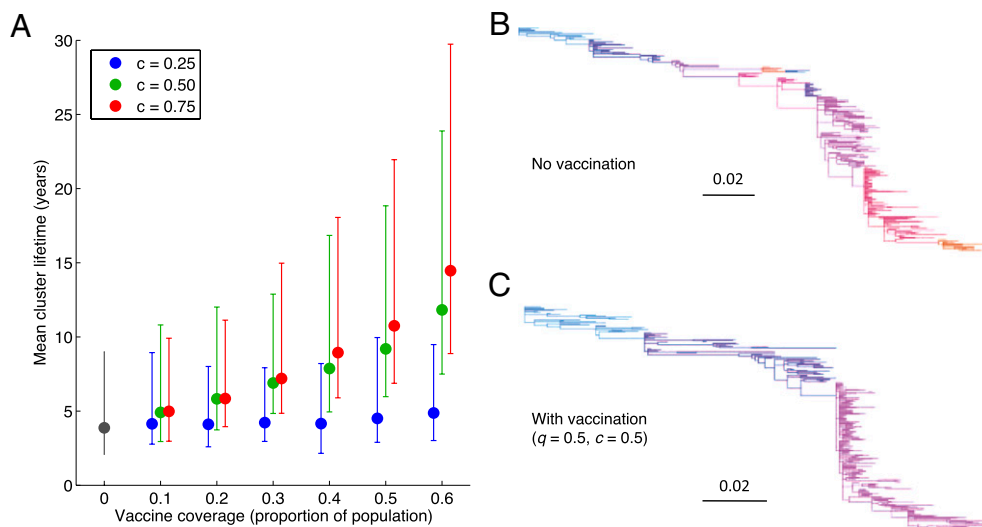 A
Mean cluster lifetime (years)
30
25
20
15
10
5
0
c = 0.25
c = 0.50
c = 0.75
0 0.1 0.2 0.3 0.4 0.5 0.6
Vaccine coverage (proportion of population)
B
No vaccination
0.02
C
With vaccination
(q = 0.5, c = 0.5)
0.02